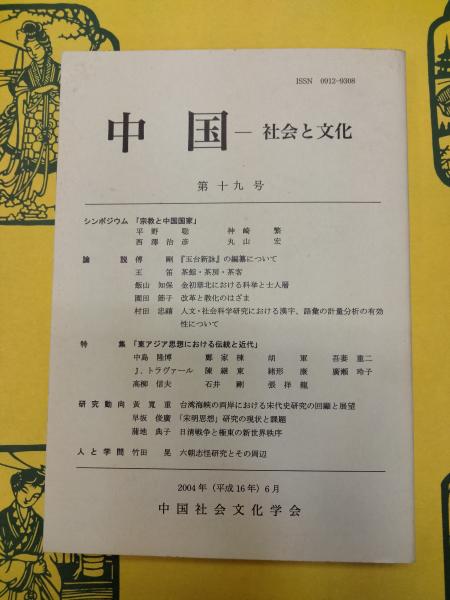 ISSN 0912-9308
中国 — 社会と文化
第十九号
シンポジウム 「宗教と中国国家」
平野 聡 神崎 繁
西澤 治彦 丸山 宏
論説 傅 剛 『玉台新詠』の編纂について
王 笛 茶館・茶房・茶客
飯山 知保 金初華北における科挙と士人層
園田 節子 改革と教化のはざま
村田 忠禧 人文・社会科学研究における漢字、語彙の計量分析の有効
性について
特集 「東アジア思想における伝統と近代」
中島 隆博 鄭 家棟 胡 軍 吾妻 重二
J.トラヴァール 陳 継東 緒形 康 廣瀬 玲子
高柳 信夫 石井 剛 張 祥龍
研究動向 黃 寬 重 台湾海峡の両岸における宋代史研究の回顧と展望
早坂 俊廣 「宋明思想」研究の現状と課題
蒲地 典子 日清戦争と極東の新世界秩序
人と学問 竹田 晃 六朝志怪研究とその周辺
2004年(平成16年)6月
中国社会文化学会